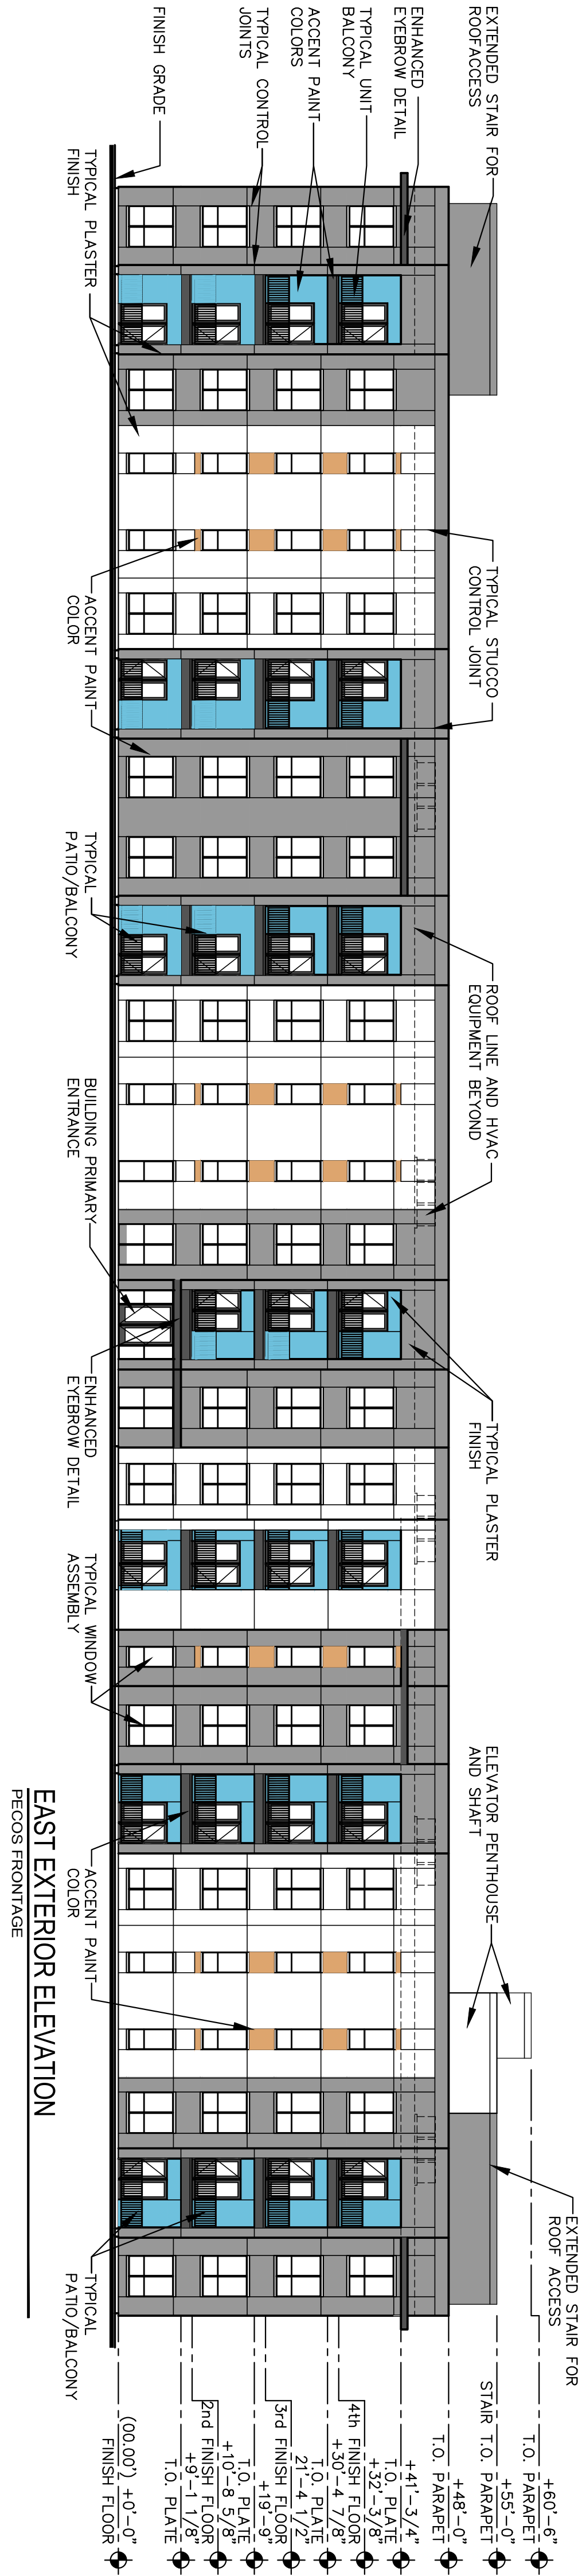 EXTENDED STAIR FOR
ROOFACCESS
ENHANCED
EYEBROW DETAIL
TYPICAL UNIT
BALCONY
ACCENT PAINT
COLORS
TYPICAL CONTROL
JOINTS
FINISH GRADE
TYPICAL PLASTER
FINISH
TYPICAL STUCCO
CONTROL JOINT
ACCENT PAINT
COLOR
TYPICAL
PATIO/BALCONY
ROOF LINE AND HVAC
EQUIPMENT BEYOND
BUILDING PRIMARY
ENTRANCE
TYPICAL PLASTER
FINISH
ENHANCED
EYEBROW DETAIL
TYPICAL WINDOW
ASSEMBLY
ELEVATOR PENTHOUSE
AND SHAFT
ACCENT PAINT
COLOR
EXTENDED STAIR FOR
ROOF ACCESS
TYPICAL
PATIO/BALCONY
+60'-6"
T.O. PARAPET
+55'-0"
STAIR T.O. PARAPET
+48'-0"
T.O. PARAPET
+41'-3/4"
T.O. PLATE
+32'-3/8"
4th FINISH FLOOR
+30'-4 7/8"
T.O. PLATE
21'-4 1/2"
3rd FINISH FLOOR
+19'-9"
T.O. PLATE
+10'-8 5/8"
2nd FINISH FLOOR
+9'-1 1/8"
T.O. PLATE
(00.00') +0'-0"
FINISH FLOOR
EAST EXTERIOR ELEVATION
PECOS FRONTAGE